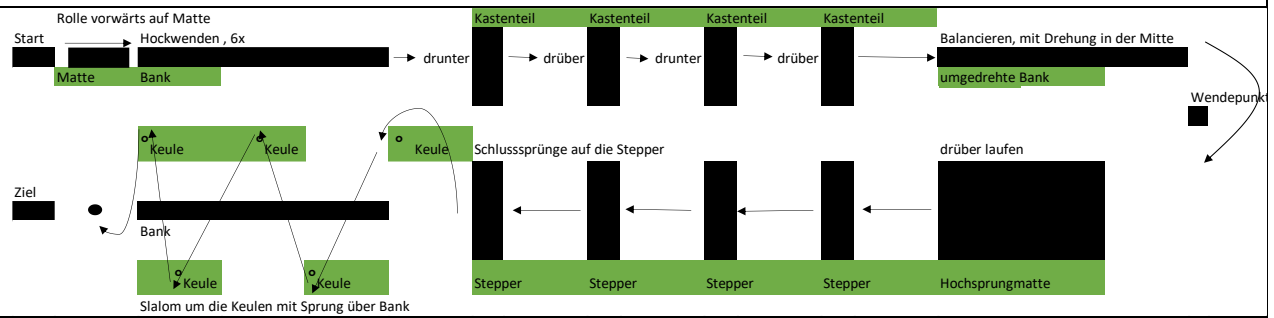 Rolle vorwärts auf Matte
Kastenteil Kastenteil Kastenteil Kastenteil
Start Hockwenden , 6x Balancieren, mit Drehung in der Mitte
drunter drüber drunter drüber
Matte Bank umgedrehte Bank
Wendepunkt
Keule Keule Keule Schlusssprünge auf die Stepper drüber laufen
Ziel
Bank
Keule Keule Stepper Stepper Stepper Stepper Hochsprungmatte
Slalom um die Keulen mit Sprung über Bank